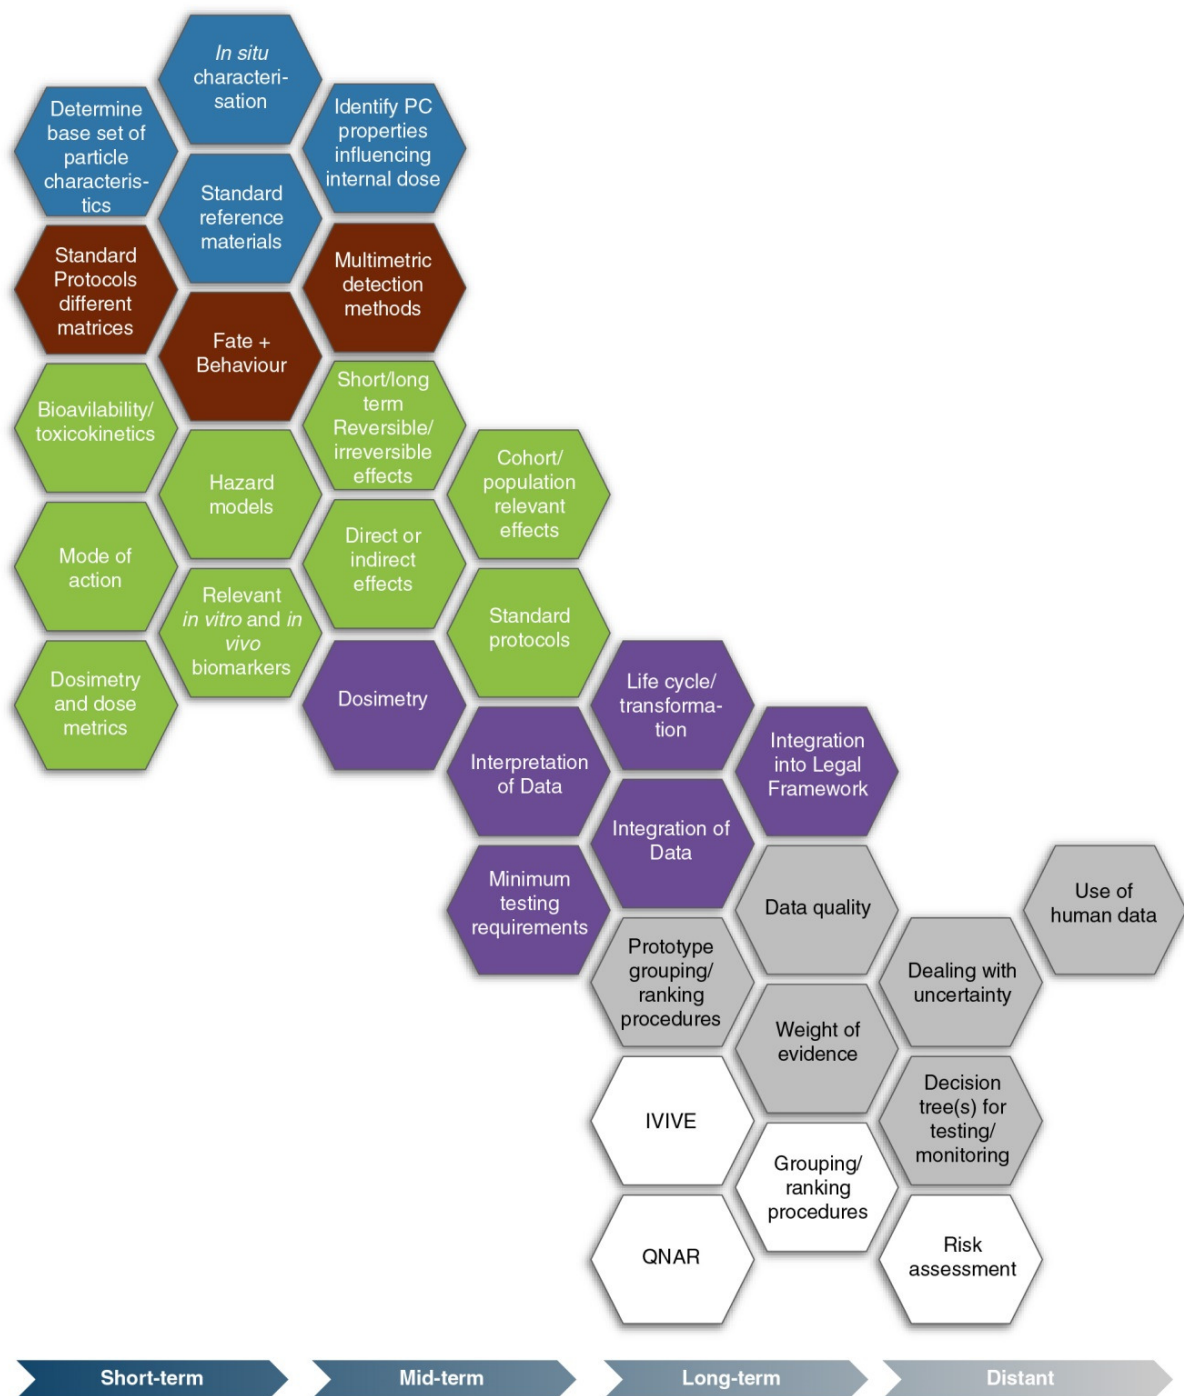 In situ
characteri-
sation
Determine
base set of
particle
characteris-
tics
Identify PC
properties
influencing
internal dose
Standard
reference
materials
Standard
Protocols
different
matrices
Multimetric
detection
methods
Fate +
Behaviour
Bioavilability/
toxicokinetics
Short/long
term
Reversible/
irreversible
effects
Hazard
models
Cohort/
population
relevant
effects
Mode of
action
Direct or
indirect
effects
Relevant
in vitro and in
vivo
biomarkers
Standard
protocols
Dosimetry
and dose
metrics
Dosimetry
Life cycle/
transforma-
tion
Interpretation
of Data
Integration
into Legal
Framework
Integration of
Data
Minimum
testing
requirements
Data quality
Use of
human data
Prototype
grouping/
ranking
procedures
Dealing with
uncertainty
Weight of
evidence
IVIVE
Decision
tree(s) for
testing/
monitoring
Grouping/
ranking
procedures
QNAR
Risk
assessment
Short-term
Mid-term
Long-term
Distant